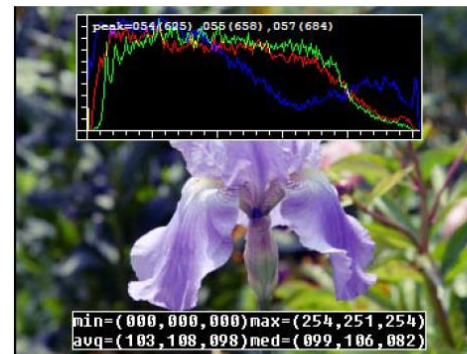 peak=054(625),055(658),057(684)
min=(000,000,000)max=(254,251,254)
avg=(103,108,098)med=(099,106,082)